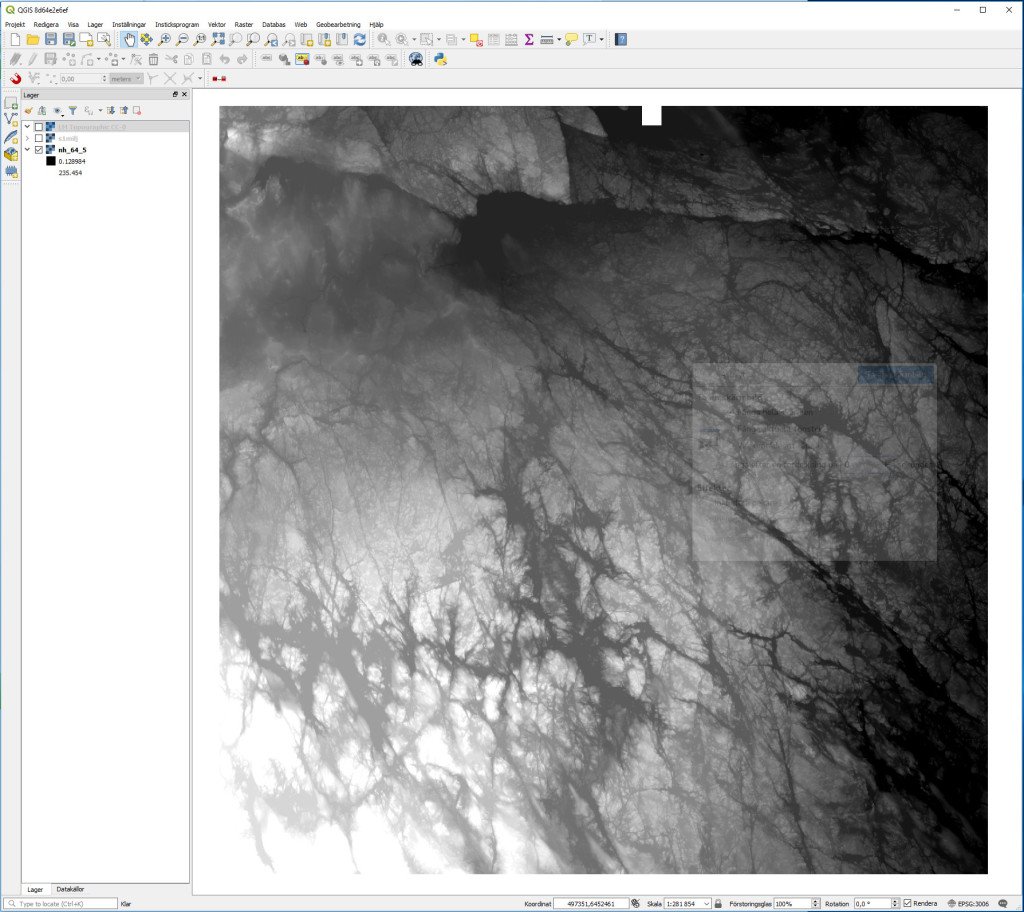 QGIS 8d64e2e6ef
Projekt Redigera Visa Lager Inställningar Insticksprogram Vektor Raster Databas Web Geobearbetning Hjälp
0,00 meters
Lager
LM Topografic CC-0
nh_64_5
0.128984
235.454
Lager Datakällor
Type to locate (Ctrl+K) Klar Koordinat 497351,6452461 Skala 1:281 854 Förstoringsglas 100% Rotation 0,0 ° Rendera EPSG:3006